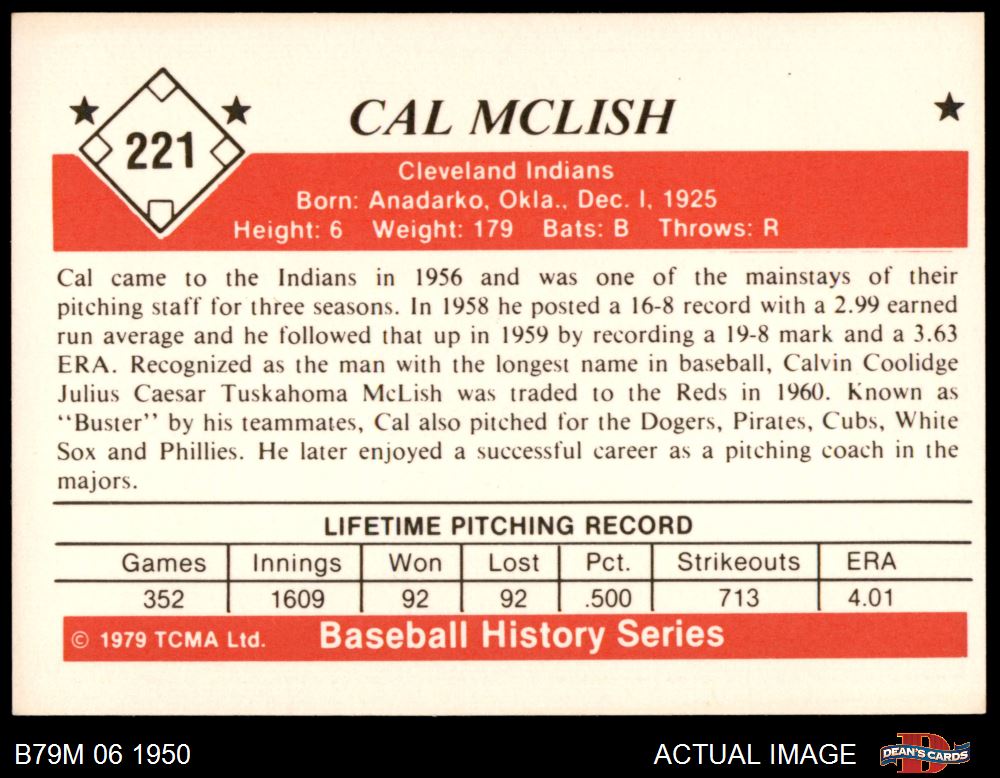 CAL MCLISH
221
Cleveland Indians
Born: Anadarko, Okla., Dec. 1, 1925
Height: 6 Weight: 179 Bats: B Throws: R
Cal came to the Indians in 1956 and was one of the mainstays of their
pitching staff for three seasons. In 1958 he posted a 16-8 record with a 2.99 earned
run average and he followed that up in 1959 by recording a 19-8 mark and a 3.63
ERA. Recognized as the man with the longest name in baseball, Calvin Coolidge
Julius Caesar Tuskahoma McLish was traded to the Reds in 1960. Known as
"Buster" by his teammates, Cal also pitched for the Dogers, Pirates, Cubs, White
Sox and Phillies. He later enjoyed a successful career as a pitching coach in the
majors.
LIFETIME PITCHING RECORD
Games Innings Won Lost Pct. Strikeouts ERA
352 1609 92 92 .500 713 4.01
© 1979 TCMA Ltd. Baseball History Series
B79M 06 1950 ACTUAL IMAGE DEAN'S CARDS